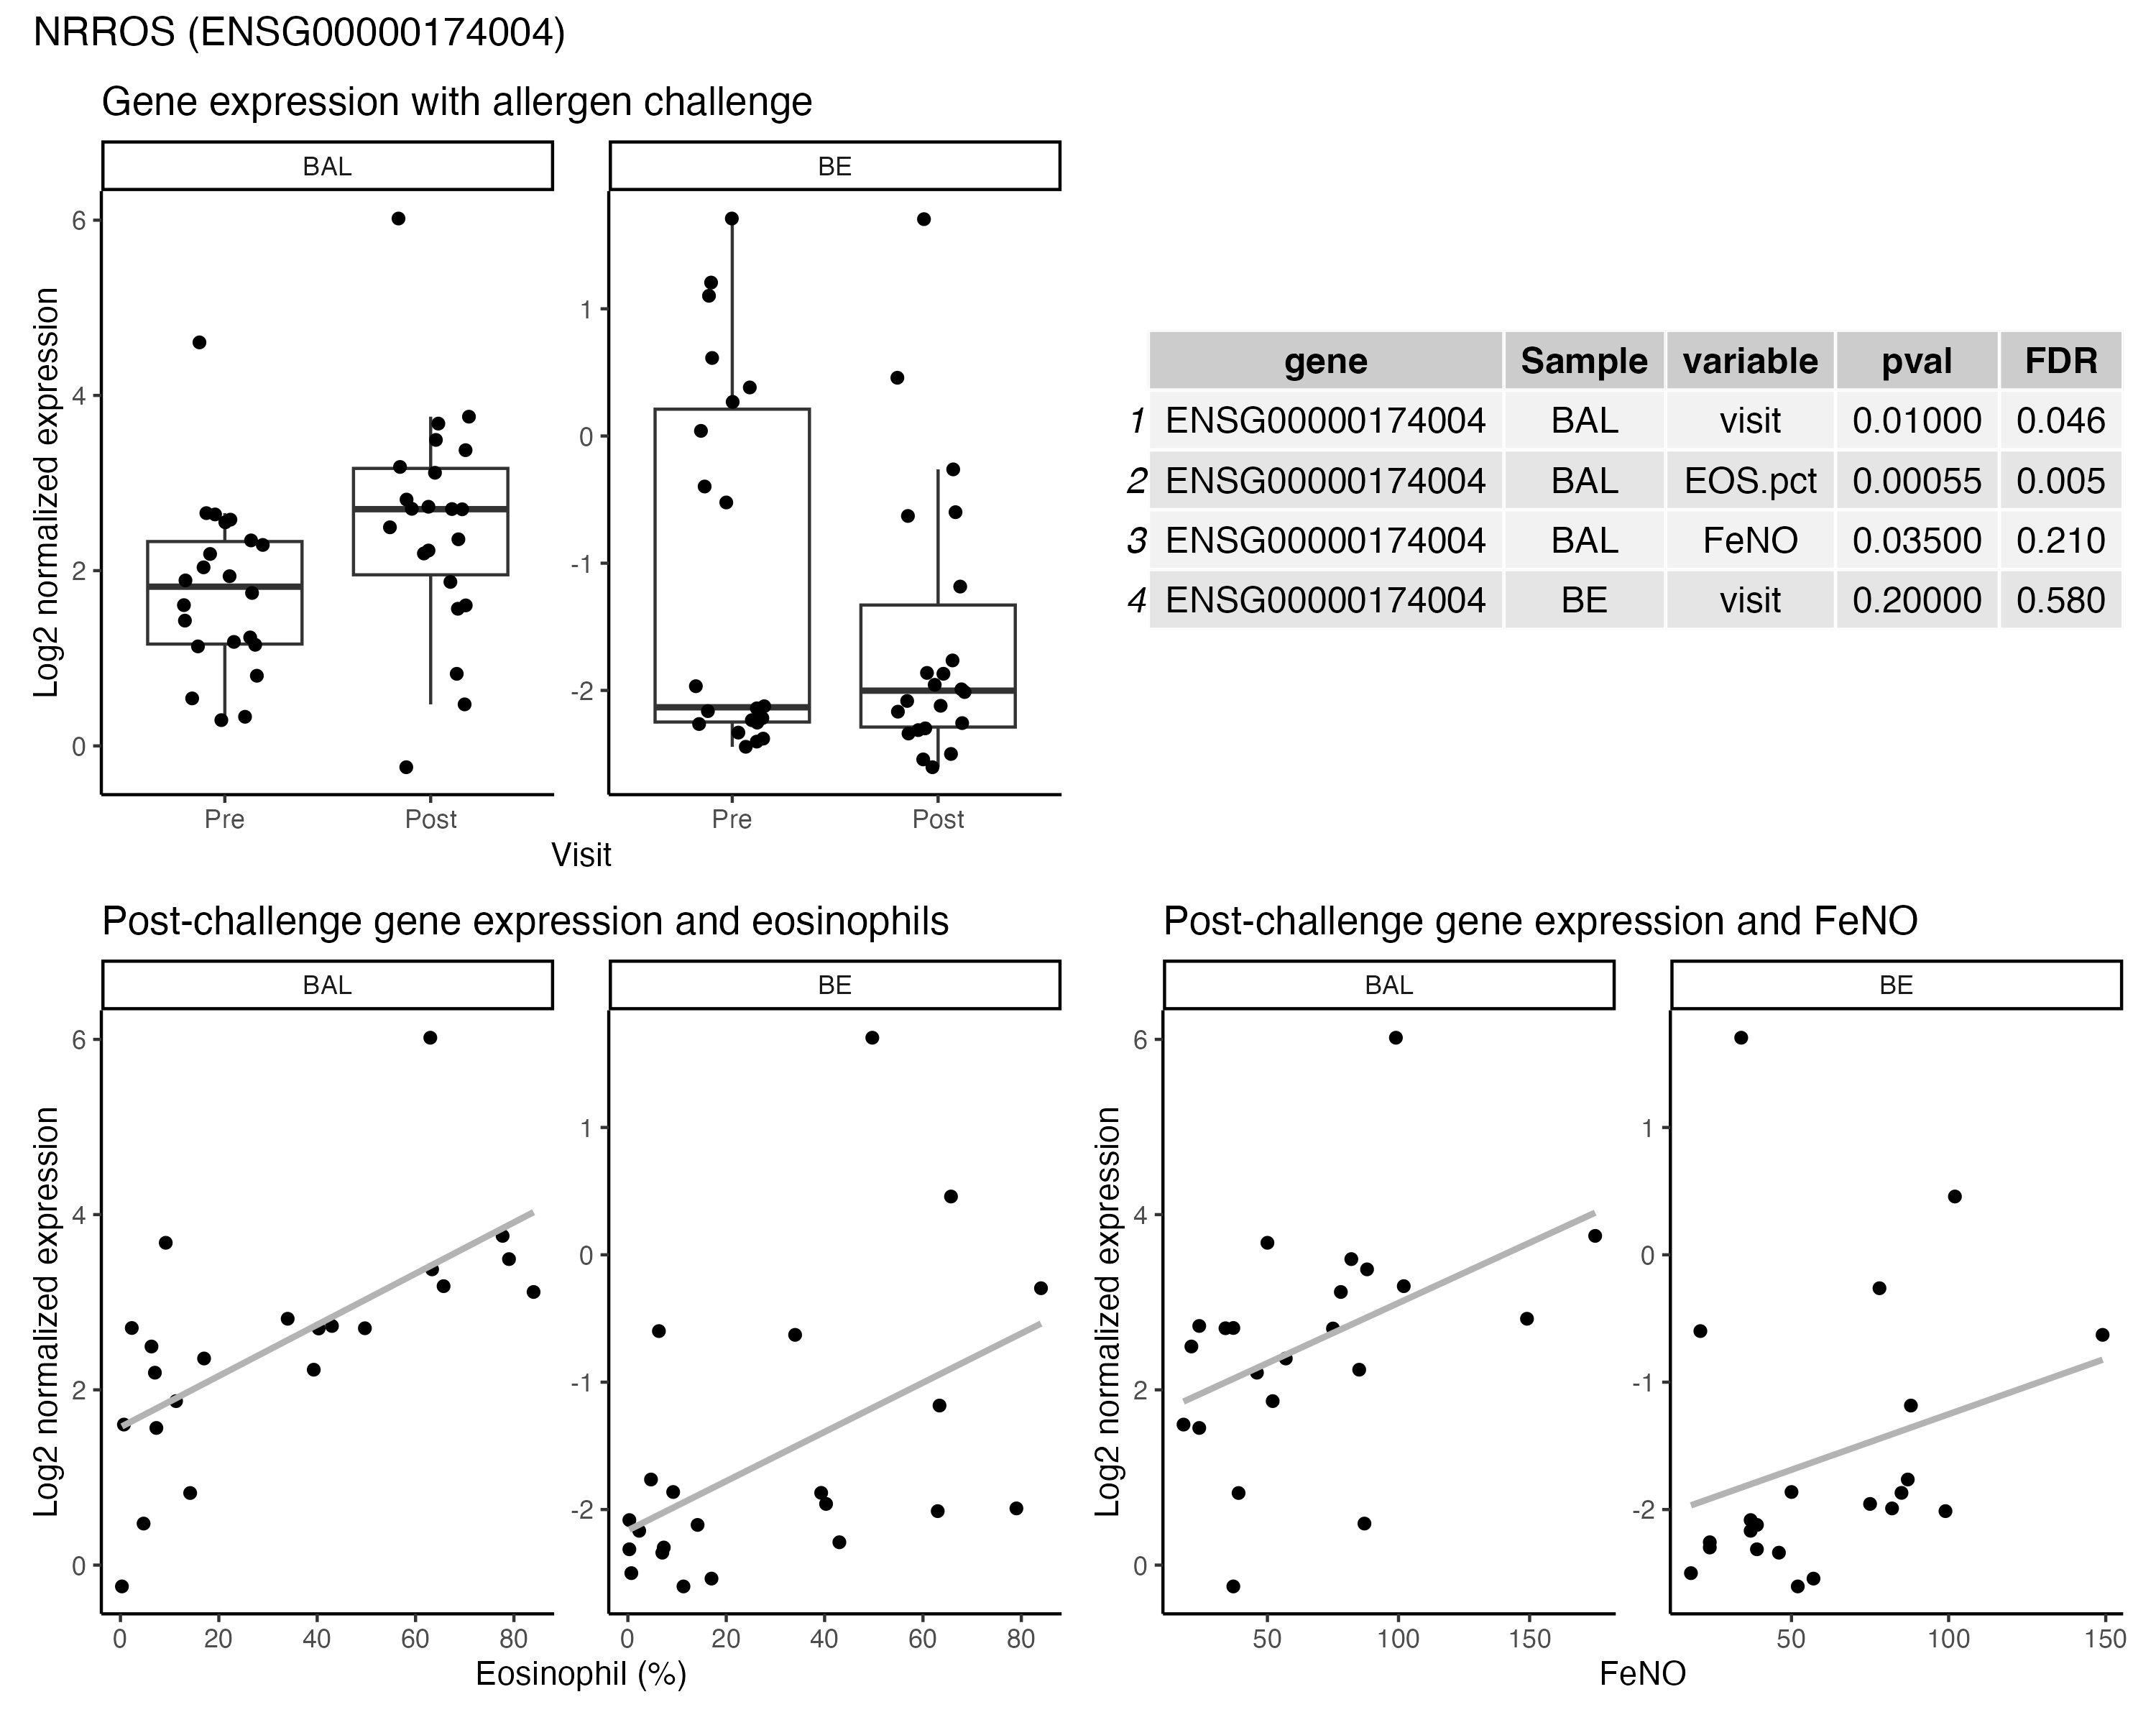 NRROS (ENSG00000174004)
Gene expression with allergen challenge
BAL
BE
Log2 normalized expression
6
4
2
0
1
0
-1
-2
Pre
Post
Pre
Post
Visit
gene Sample variable pval FDR
1 ENSG00000174004 BAL visit 0.01000 0.046
2 ENSG00000174004 BAL EOS.pct 0.00055 0.005
3 ENSG00000174004 BAL FeNO 0.03500 0.210
4 ENSG00000174004 BE visit 0.20000 0.580
Post-challenge gene expression and eosinophils
BAL
BE
Log2 normalized expression
6
4
2
0
1
0
-1
-2
0 20 40 60 80
0 20 40 60 80
Eosinophil (%)
Post-challenge gene expression and FeNO
BAL
BE
Log2 normalized expression
6
4
2
0
1
0
-1
-2
50 100 150
50 100 150
FeNO